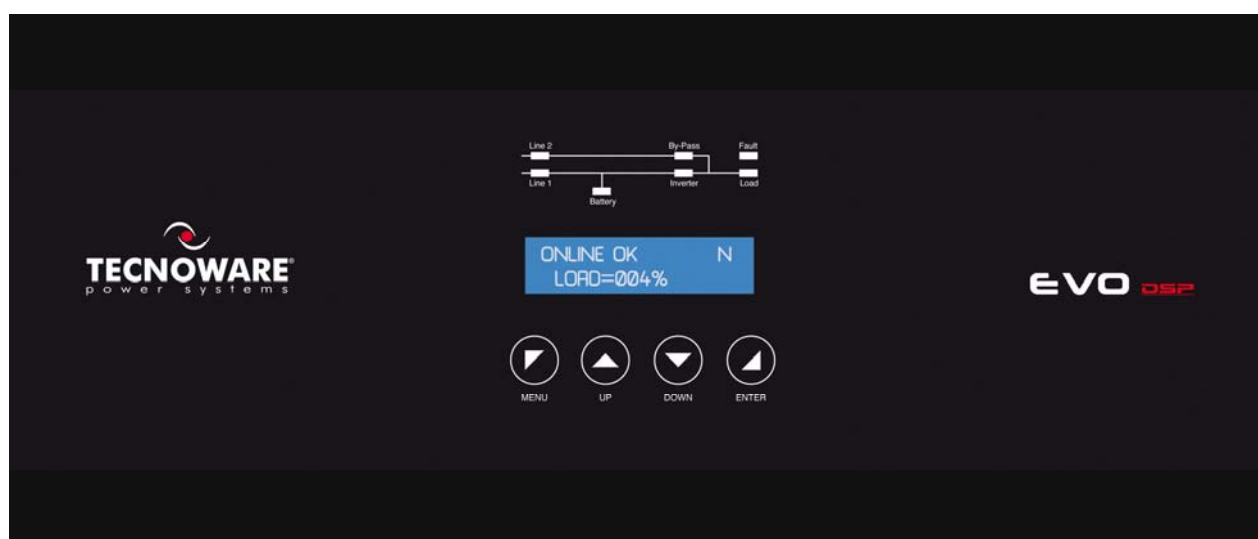 Line 2 By-Pass Fault
Line 1 Inverter Load
Battery
ONLINE OK N
LOAD=004%
TECNOWARE®
power systems
EVO DSP
MENU UP DOWN ENTER